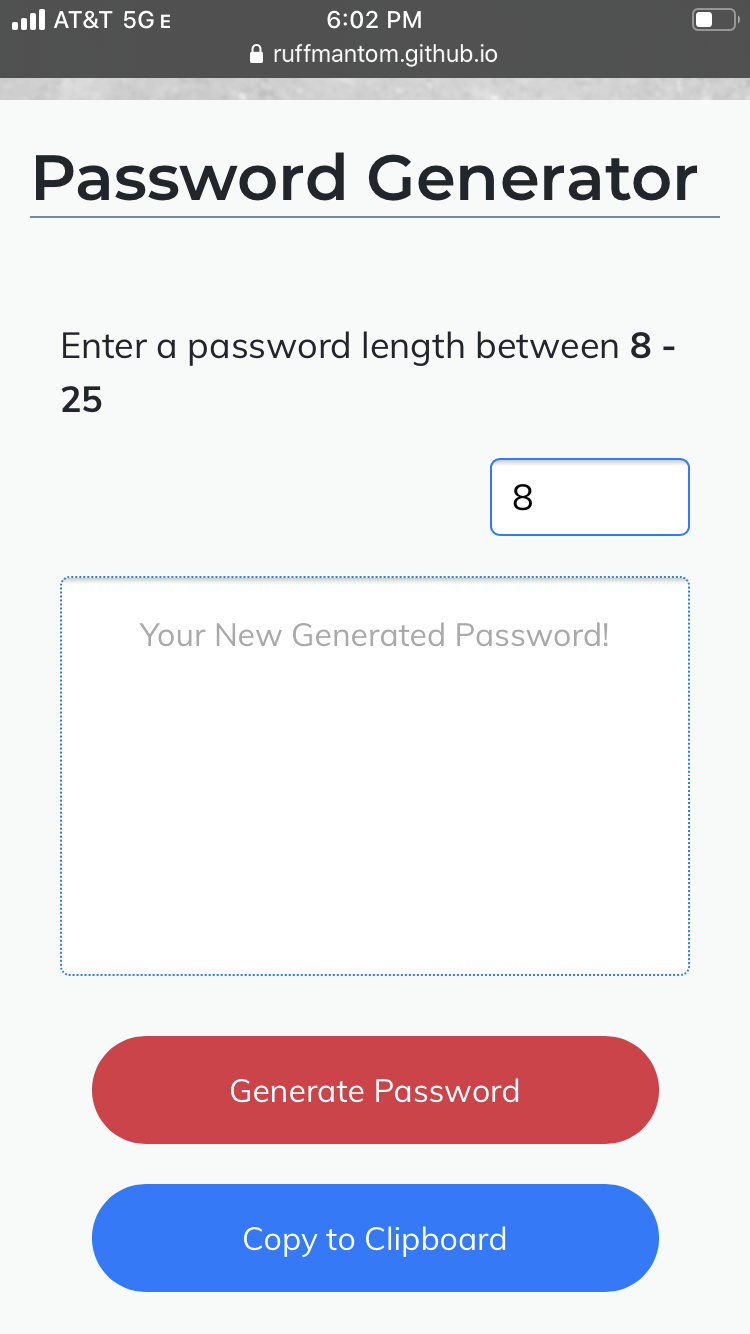 AT&T 5G E 6:02 PM
ruffmantom.github.io
Password Generator
Enter a password length between 8 -
25
8
Your New Generated Password!
Generate Password
Copy to Clipboard